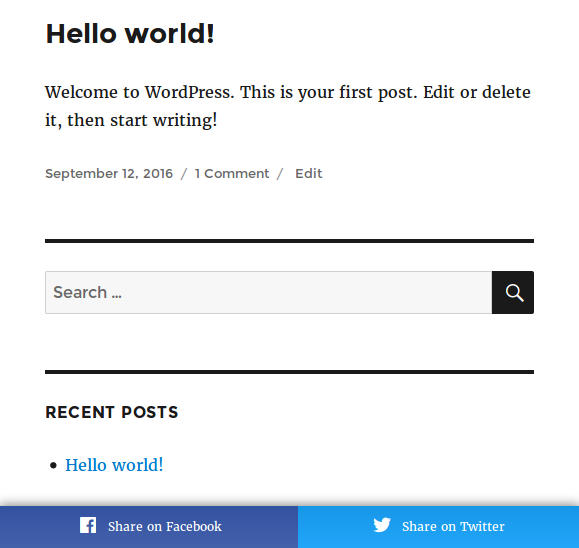 Hello world!
Welcome to WordPress. This is your first post. Edit or delete
it, then start writing!
September 12, 2016 / 1 Comment / Edit
Search ...
RECENT POSTS
Hello world!
Share on Facebook
Share on Twitter